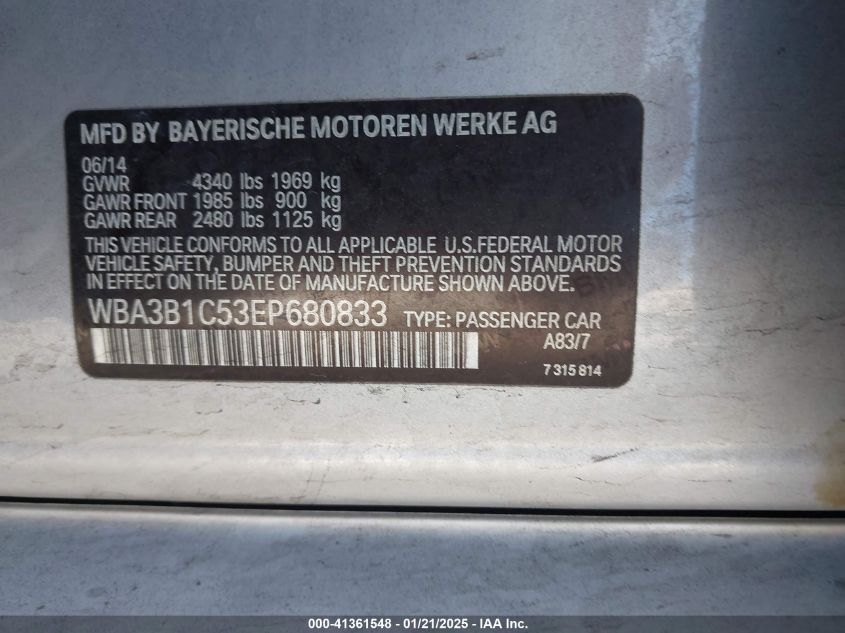 MFD BY BAYERISCHE MOTOREN WERKE AG
06/14
GVWR 4340 lbs 1969 kg
GAWR FRONT 1985 lbs 900 kg
GAWR REAR 2480 lbs 1125 kg
THIS VEHICLE CONFORMS TO ALL APPLICABLE U.S.FEDERAL MOTOR
VEHICLE SAFETY, BUMPER AND THEFT PREVENTION STANDARDS
IN EFFECT ON THE DATE OF MANUFACTURE SHOWN ABOVE.
WBA3B1C53EP680833 TYPE: PASSENGER CAR
A83/7
7 315 814
000-41361548 - 01/21/2025 - IAA Inc.